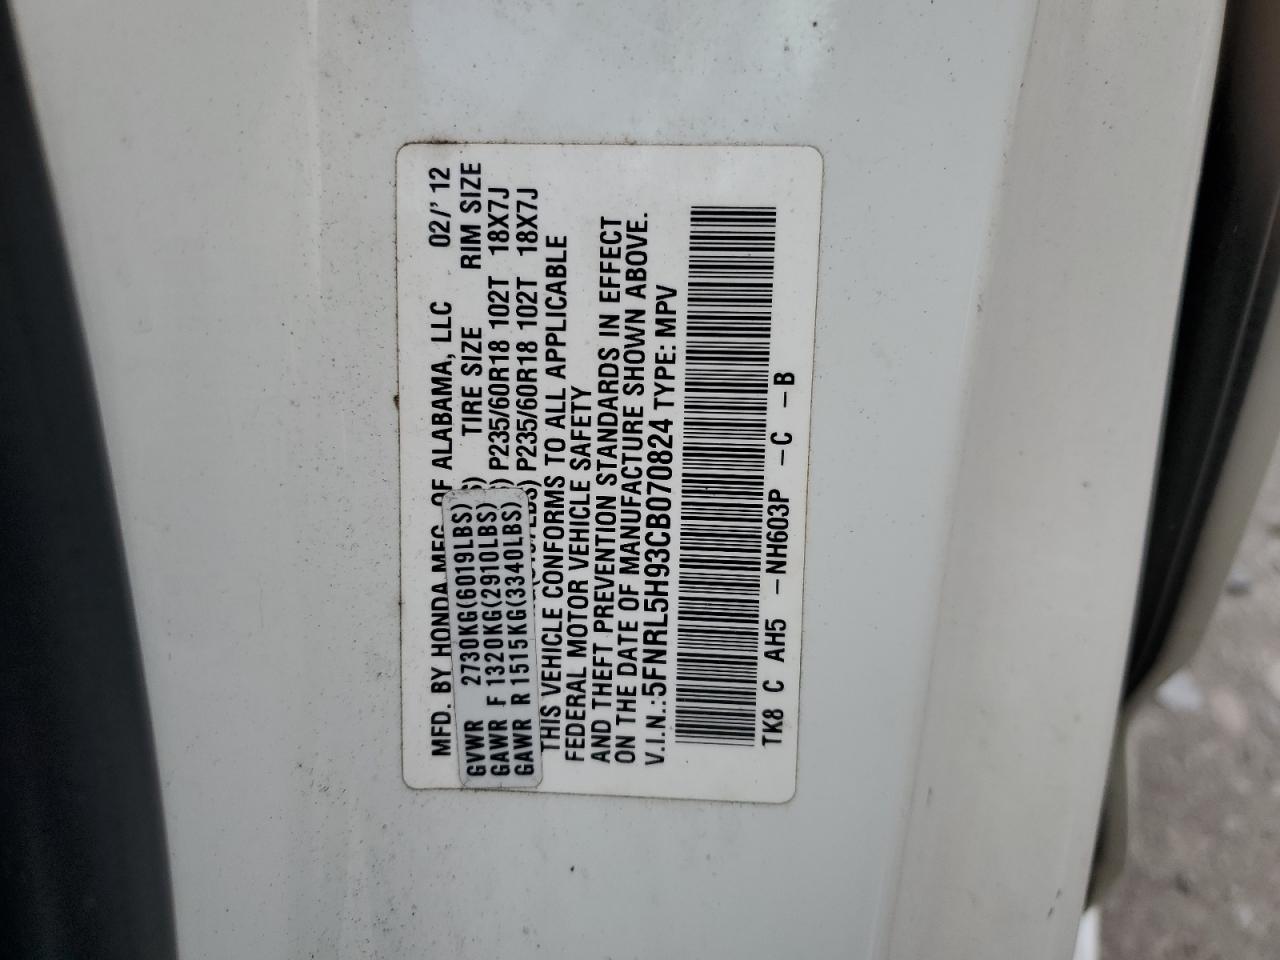 MFD. BY HONDA MFG. OF ALABAMA, LLC 02/'12
TIRE SIZE RIM SIZE
GVWR 2730KG(6019LBS)
GAWR F 1320KG(2910LBS) P235/60R18 102T 18X7J
GAWR R 1515KG(3340LBS) P235/60R18 102T 18X7J
THIS VEHICLE CONFORMS TO ALL APPLICABLE
FEDERAL MOTOR VEHICLE SAFETY
AND THEFT PREVENTION STANDARDS IN EFFECT
ON THE DATE OF MANUFACTURE SHOWN ABOVE.
V.I.N.:5FNRL5H93CB070824 TYPE: MPV
TK8 C AH5 -NH603P -C -B